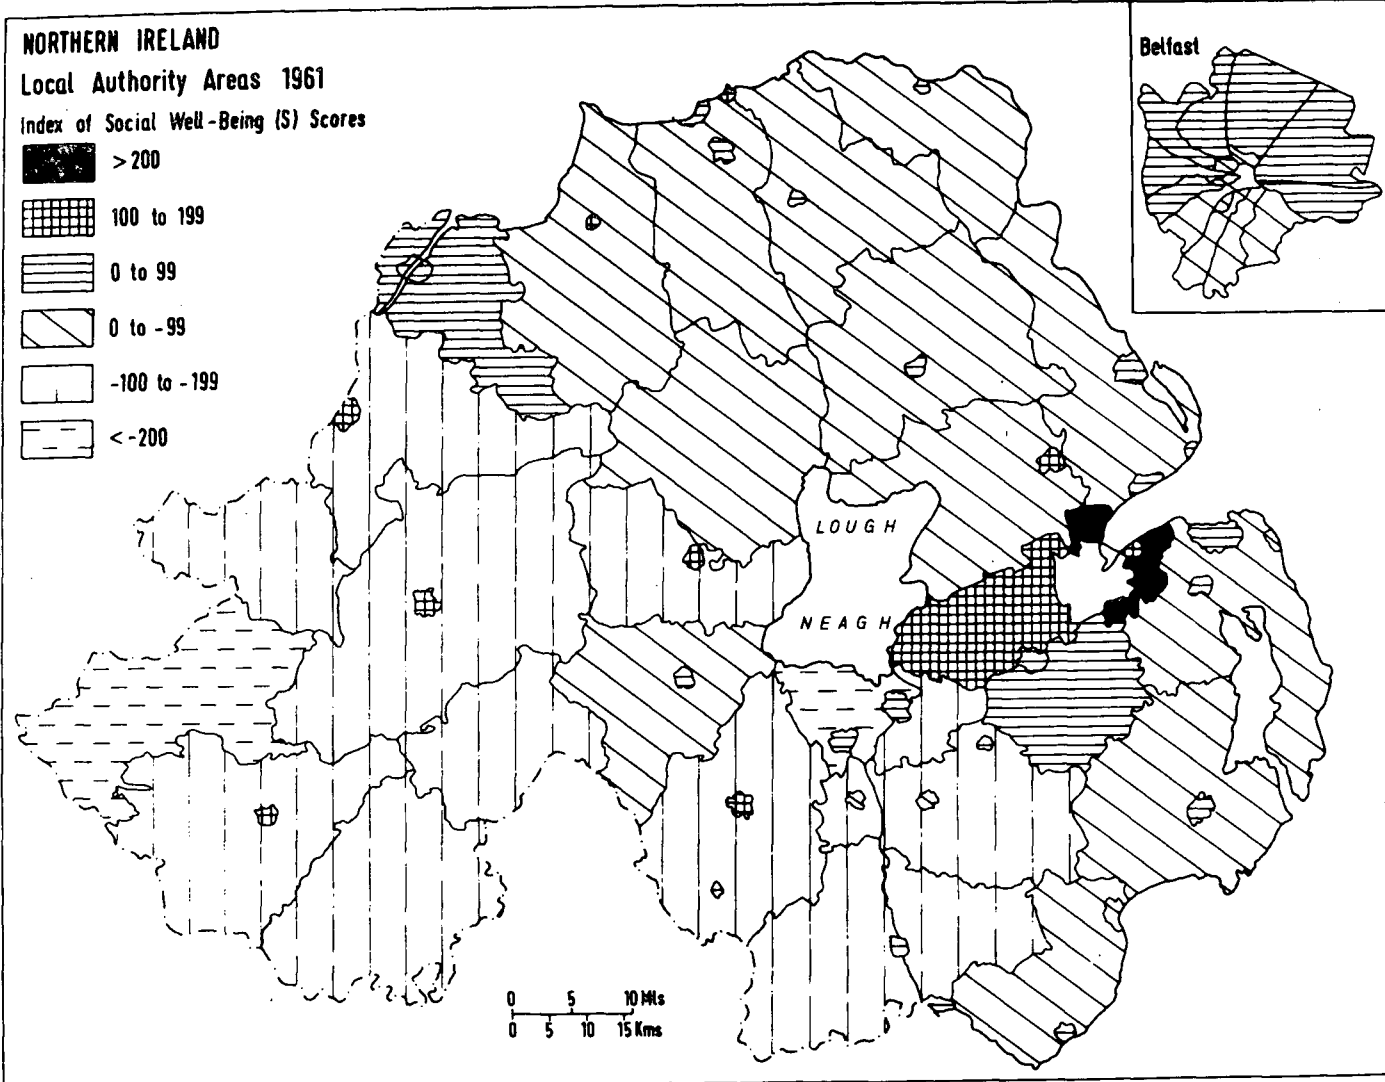 NORTHERN IRELAND
Local Authority Areas 1961
Index of Social Well-Being (S) Scores
>200
100 to 199
0 to 99
0 to -99
-100 to -199
<-200
Belfast
LOUGH
NEAGH
0 5 10 Mls
0 5 10 15 Kms